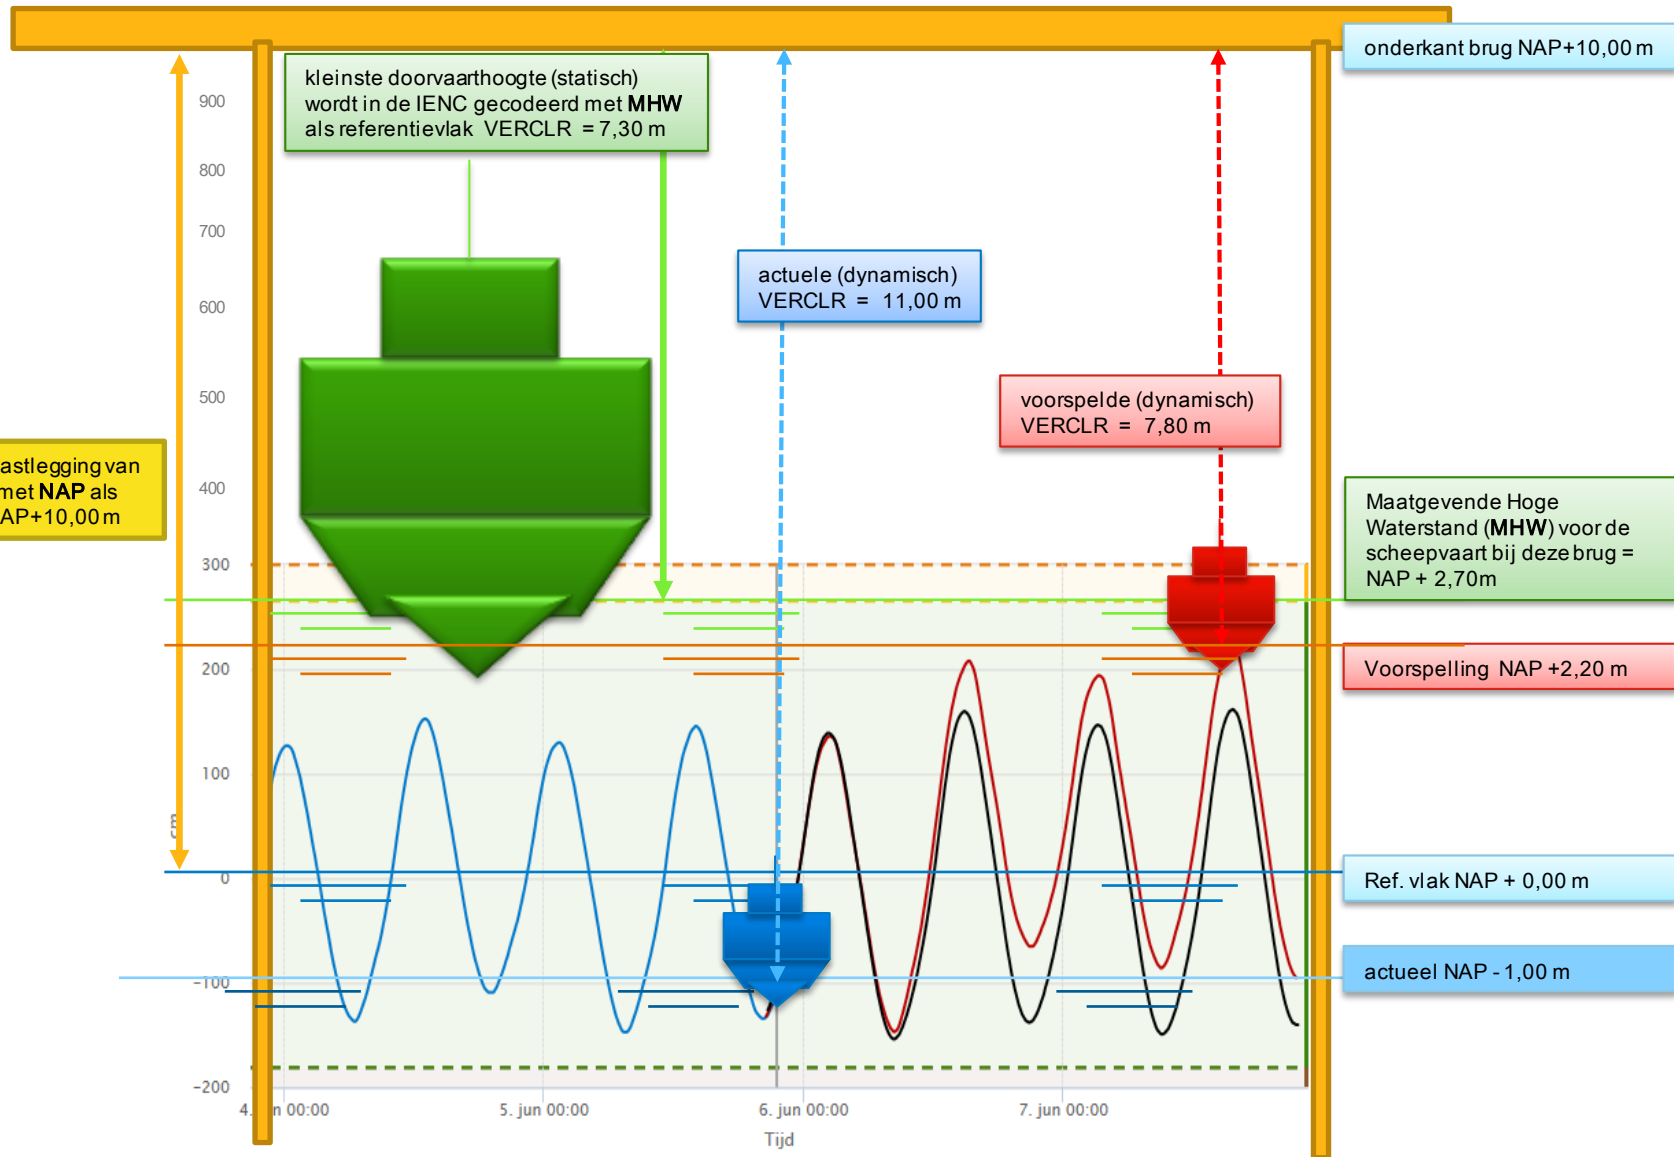 onderkant brug NAP+10,00 m
kleinste doorvaarthoogte (statisch)
wordt in de IENC gecodeerd met MHW
als referentievlak VERCLR = 7,30 m
900
800
700
600
500
400
300
200
100
0
-100
-200
cm
actuele (dynamisch)
VERCLR = 11,00 m
voorspelde (dynamisch)
VERCLR = 7,80 m
astlegging van
met NAP als
AP+10,00 m
Maatgevende Hoge
Waterstand (MHW) voor de
scheepvaart bij deze brug =
NAP + 2,70m
Voorspelling NAP +2,20 m
Ref. vlak NAP + 0,00 m
actueel NAP - 1,00 m
4. jun 00:00
5. jun 00:00
6. jun 00:00
7. jun 00:00
Tijd